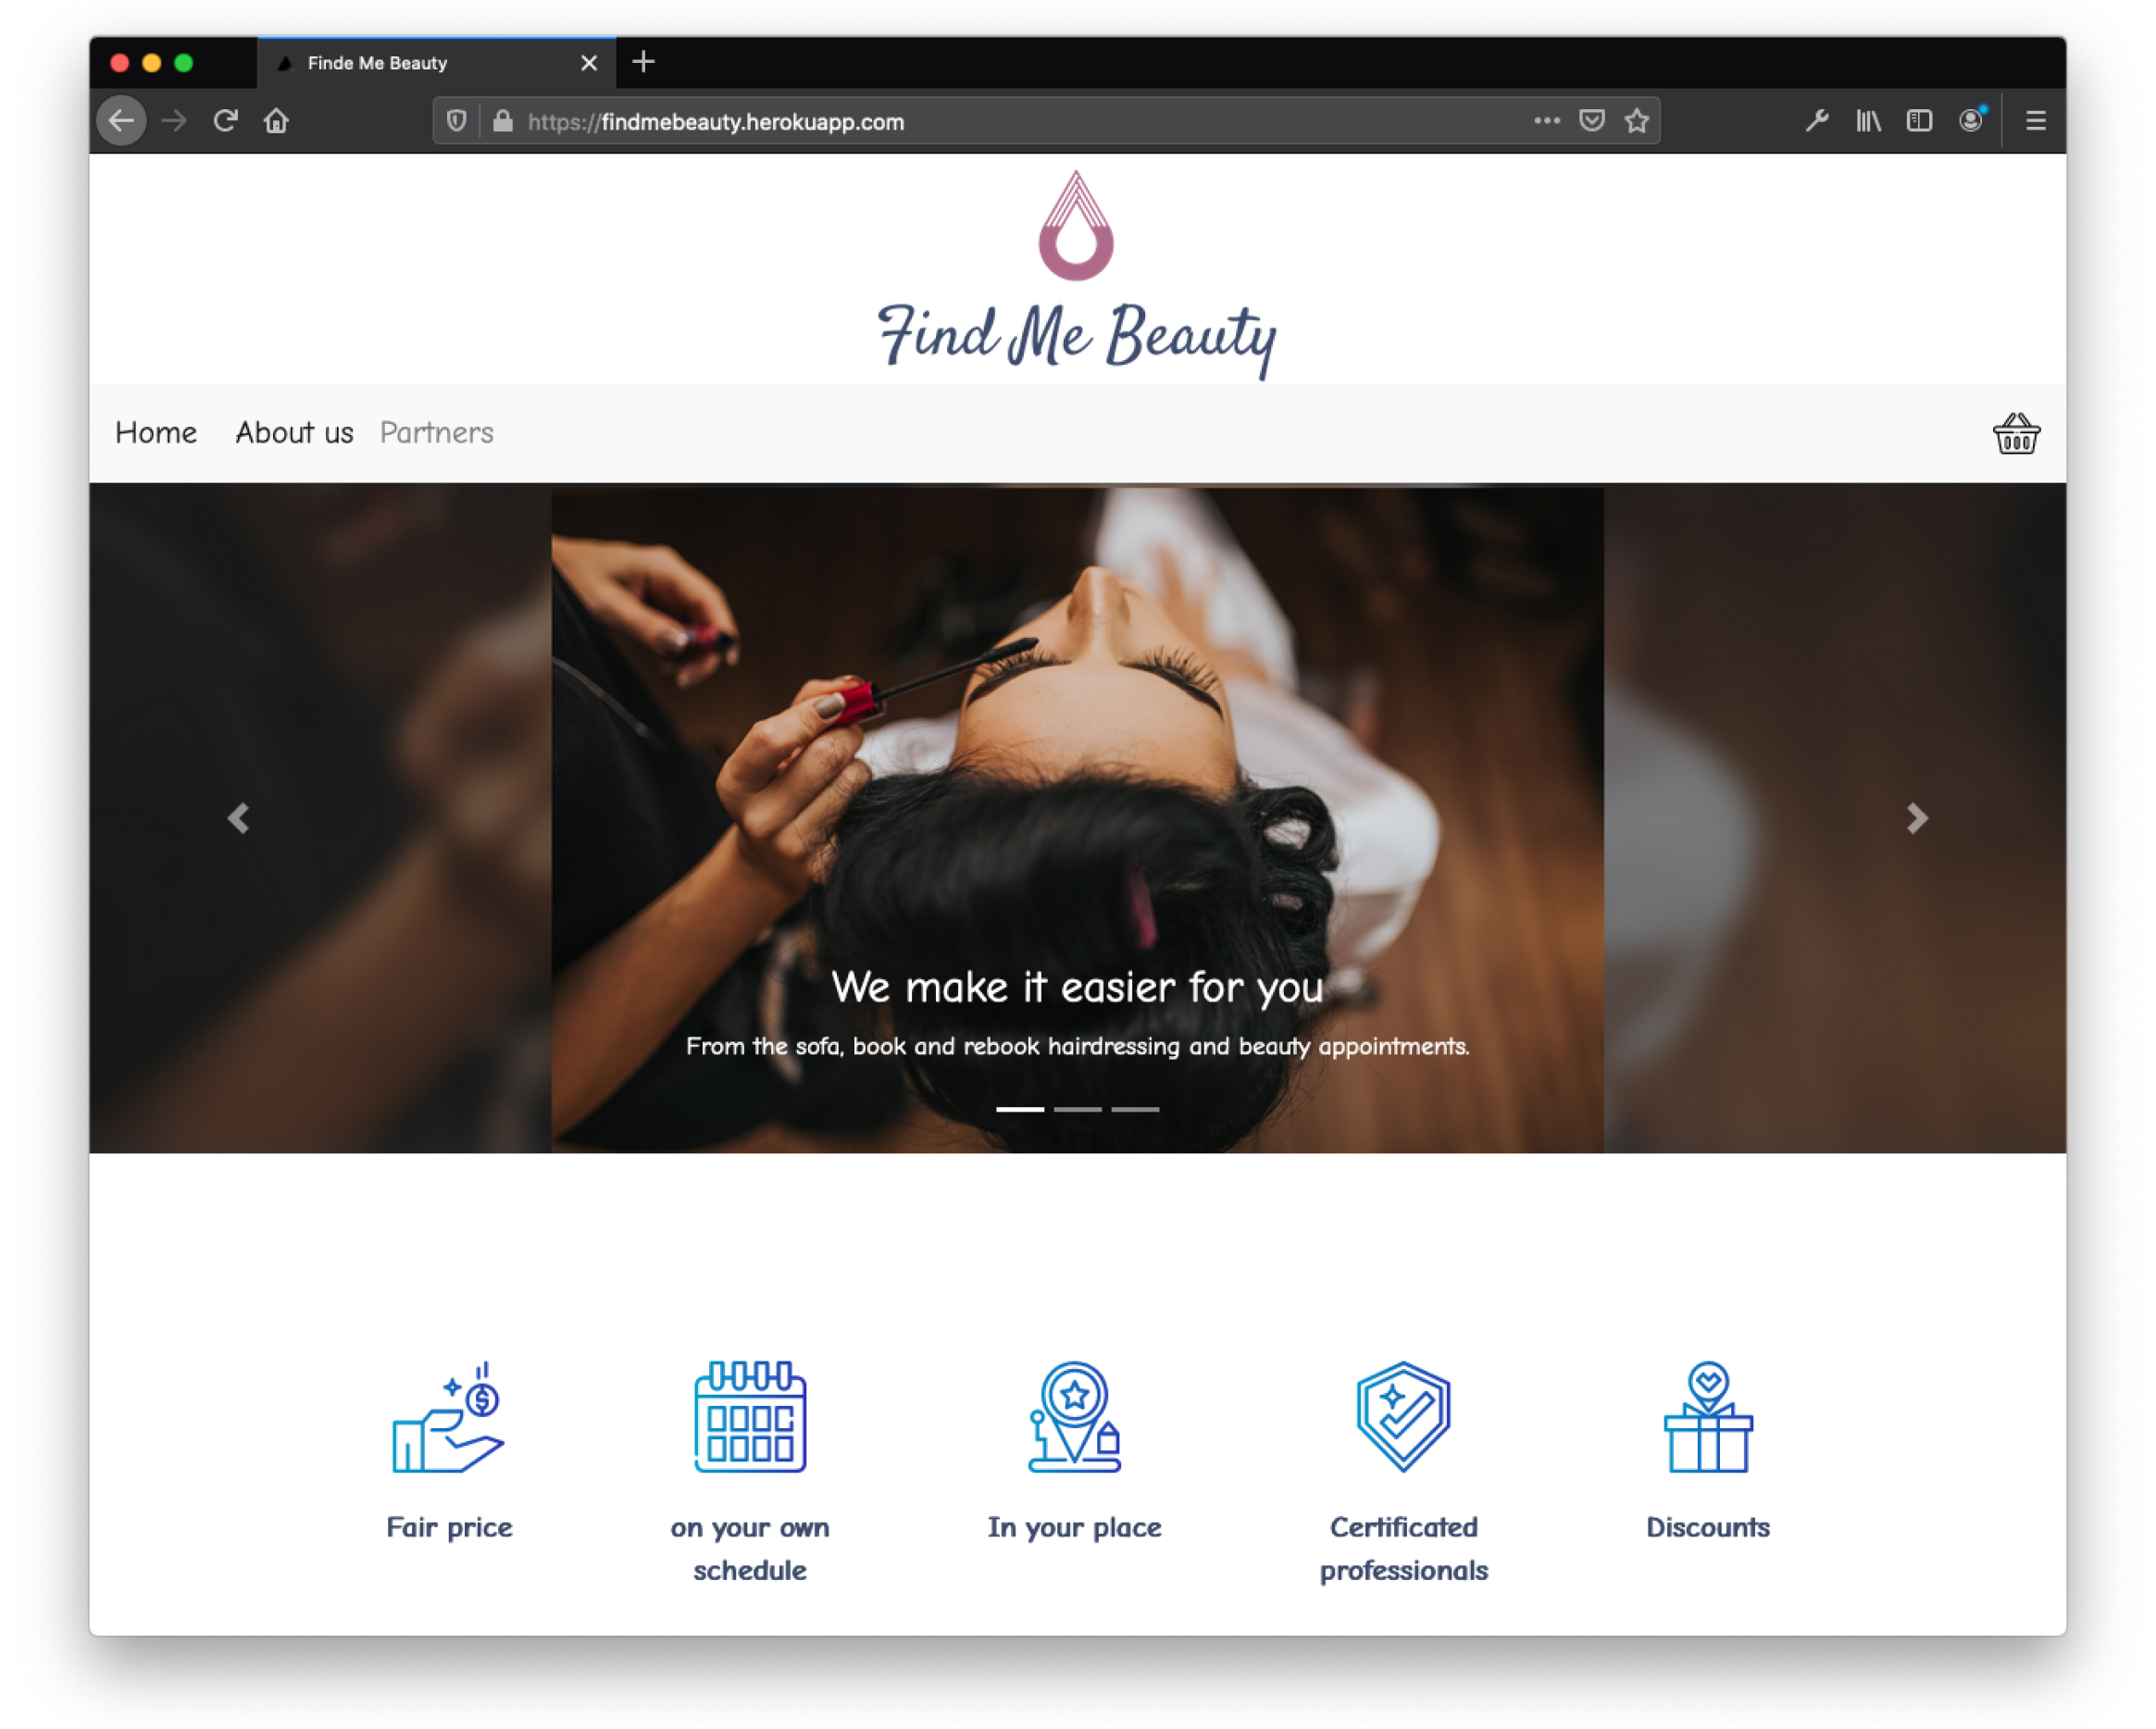 Finde Me Beauty
https://findmebeauty.herokuapp.com
Find Me Beauty
Home About us Partners
We make it easier for you
From the sofa, book and rebook hairdressing and beauty appointments.
Fair price
on your own
schedule
In your place
Certificated
professionals
Discounts